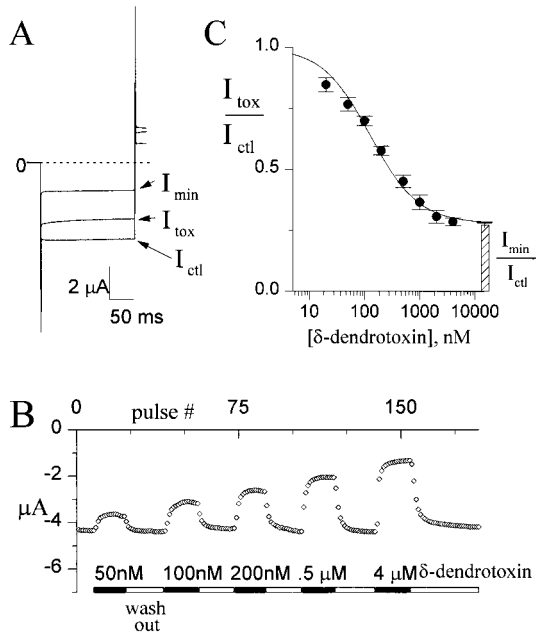 A
0
I min
I tox
I ctl
2 µA
50 ms
C
I tox
I ctl
1.0
0.5
0.0
I min
I ctl
10 100 1000 10000
[δ-dendrotoxin], nM
B
0 pulse # 75 150
0
-2
µA
-4
-6
50nM 100nM 200nM .5 µM 4 µM δ-dendrotoxin
wash
out